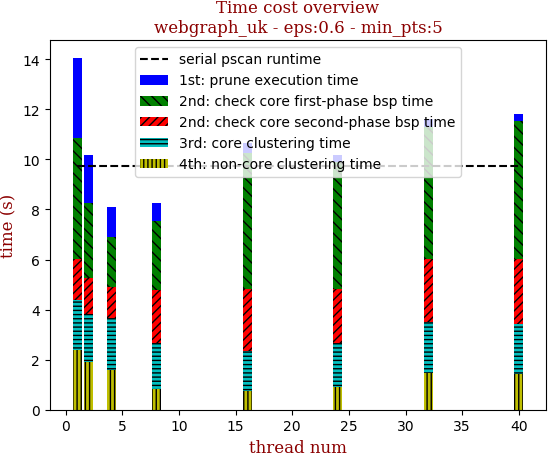 Time cost overview
webgraph_uk - eps:0.6 - min_pts:5
serial pscan runtime
1st: prune execution time
2nd: check core first-phase bsp time
2nd: check core second-phase bsp time
3rd: core clustering time
4th: non-core clustering time
time (s)
14
12
10
8
6
4
2
0
0 5 10 15 20 25 30 35 40
thread num